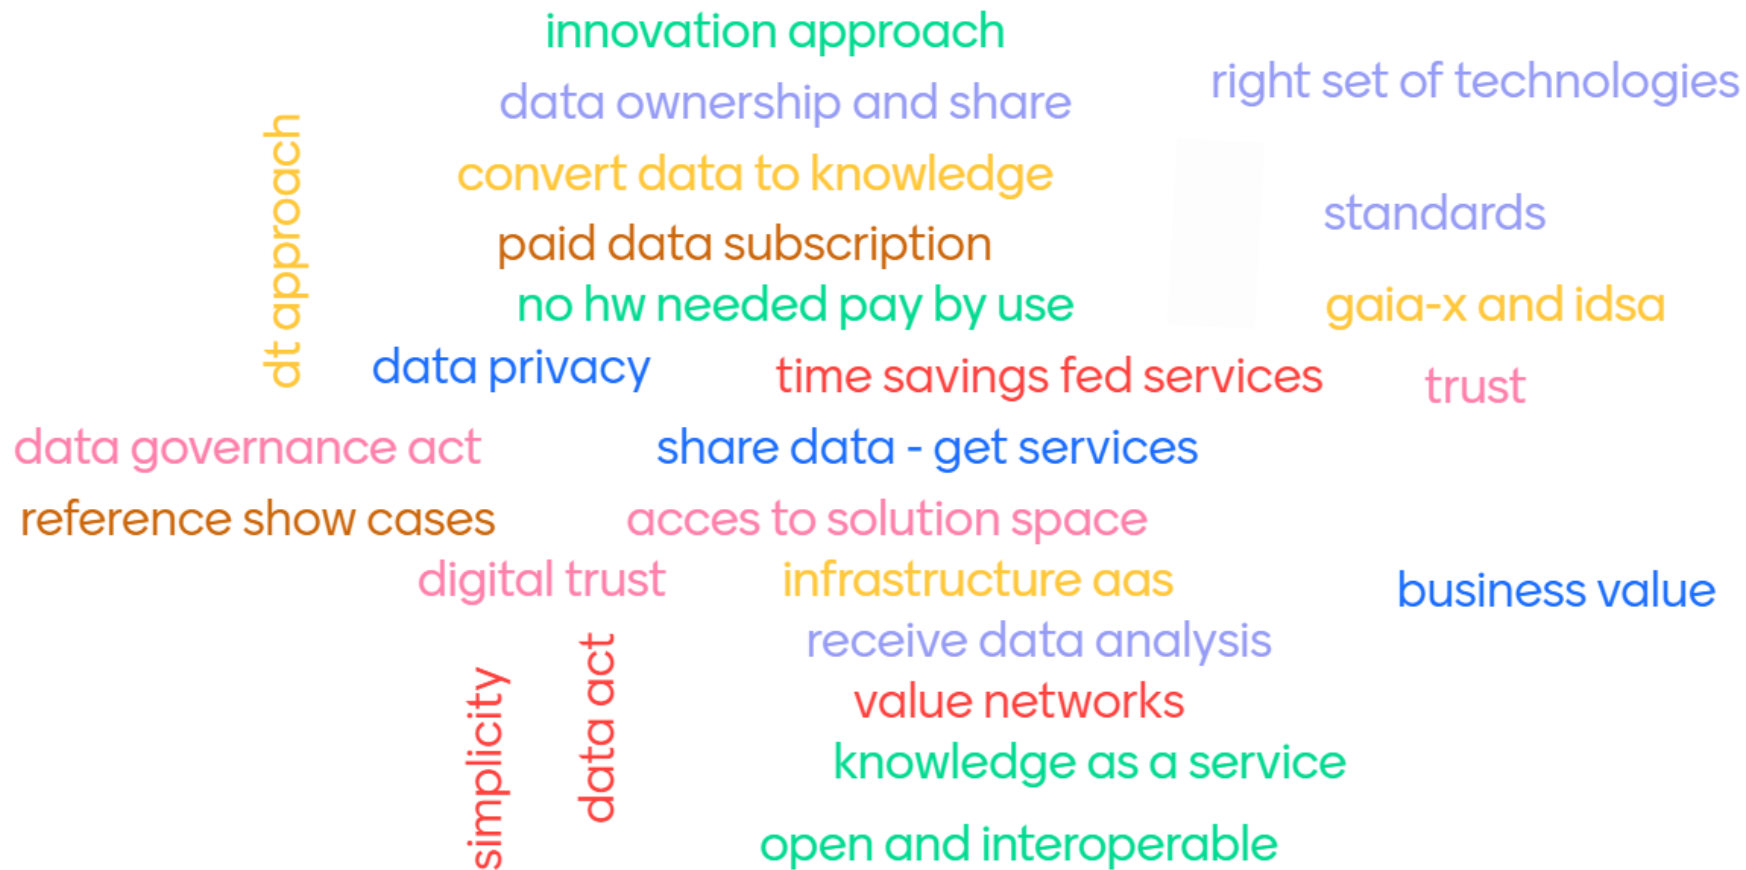 innovation approach
right set of technologies
data ownership and share
dt approach
convert data to knowledge
standards
paid data subscription
no hw needed pay by use
gaia-x and idsa
data privacy
time savings fed services
trust
data governance act
share data - get services
reference show cases
acces to solution space
digital trust
infrastructure aas
business value
receive data analysis
simplicity
data act
value networks
knowledge as a service
open and interoperable